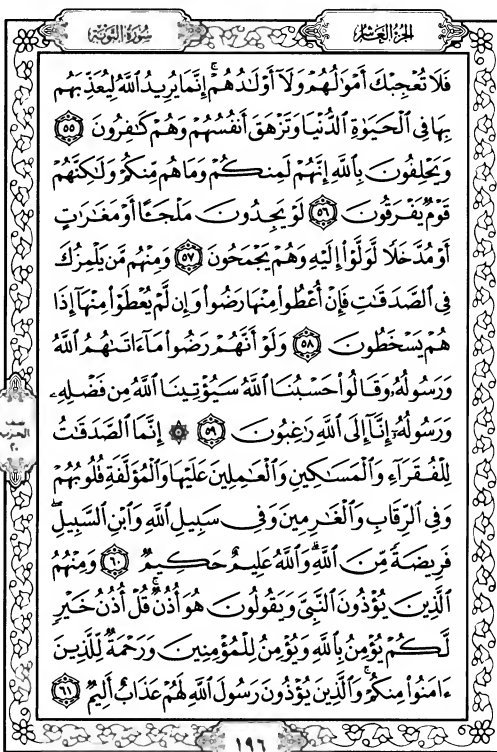 الجزء العاشر
سورة التوبة
فَلَا تُعْجِبْكَ أَمْوَٰلُهُمْ وَلَآ أَوْلَٰدُهُمْ ۚ إِنَّمَا يُرِيدُ ٱللَّهُ لِيُعَذِّبَهُم
بِهَا فِى ٱلْحَيَوٰةِ ٱلدُّنْيَا وَتَزْهَقَ أَنفُسُهُمْ وَهُمْ كَٰفِرُونَ ٥٥
وَيَحْلِفُونَ بِٱللَّهِ إِنَّهُمْ لَمِنكُمْ وَمَا هُم مِّنكُمْ وَلَٰكِنَّهُمْ
قَوْمٌ يَفْرَقُونَ ٥٦ لَوْ يَجِدُونَ مَلْجَـًٔا أَوْ مَغَٰرَٰتٍ
أَوْ مُدَّخَلًا لَّوَلَّوْا۟ إِلَيْهِ وَهُمْ يَجْمَحُونَ ٥٧ وَمِنْهُم مَّن يَلْمِزُكَ
فِى ٱلصَّدَقَٰتِ فَإِنْ أُعْطُوا۟ مِنْهَا رَضُوا۟ وَإِن لَّمْ يُعْطَوْا۟ مِنْهَآ إِذَا
هُمْ يَسْخَطُونَ ٥٨ وَلَوْ أَنَّهُمْ رَضُوا۟ مَآ ءَاتَىٰهُمُ ٱللَّهُ
وَرَسُولُهُۥ وَقَالُوا۟ حَسْبُنَا ٱللَّهُ سَيُؤْتِينَا ٱللَّهُ مِن فَضْلِهِۦ
وَرَسُولُهُۥٓ إِنَّآ إِلَى ٱللَّهِ رَٰغِبُونَ ٥٩ ۞ إِنَّمَا ٱلصَّدَقَٰتُ
لِلْفُقَرَآءِ وَٱلْمَسَٰكِينِ وَٱلْعَٰمِلِينَ عَلَيْهَا وَٱلْمُؤَلَّفَةِ قُلُوبُهُمْ
وَفِى ٱلرِّقَابِ وَٱلْغَٰرِمِينَ وَفِى سَبِيلِ ٱللَّهِ وَٱبْنِ ٱلسَّبِيلِ ۖ
فَرِيضَةً مِّنَ ٱللَّهِ ۗ وَٱللَّهُ عَلِيمٌ حَكِيمٌ ٦٠ وَمِنْهُمُ
ٱلَّذِينَ يُؤْذُونَ ٱلنَّبِىَّ وَيَقُولُونَ هُوَ أُذُنٌ ۚ قُلْ أُذُنُ خَيْرٍ
لَّكُمْ يُؤْمِنُ بِٱللَّهِ وَيُؤْمِنُ لِلْمُؤْمِنِينَ وَرَحْمَةٌ لِّلَّذِينَ
ءَامَنُوا۟ مِنكُمْ ۚ وَٱلَّذِينَ يُؤْذُونَ رَسُولَ ٱللَّهِ لَهُمْ عَذَابٌ أَلِيمٌ ٦١
نصف
الحزب
٢٠
١٩٦